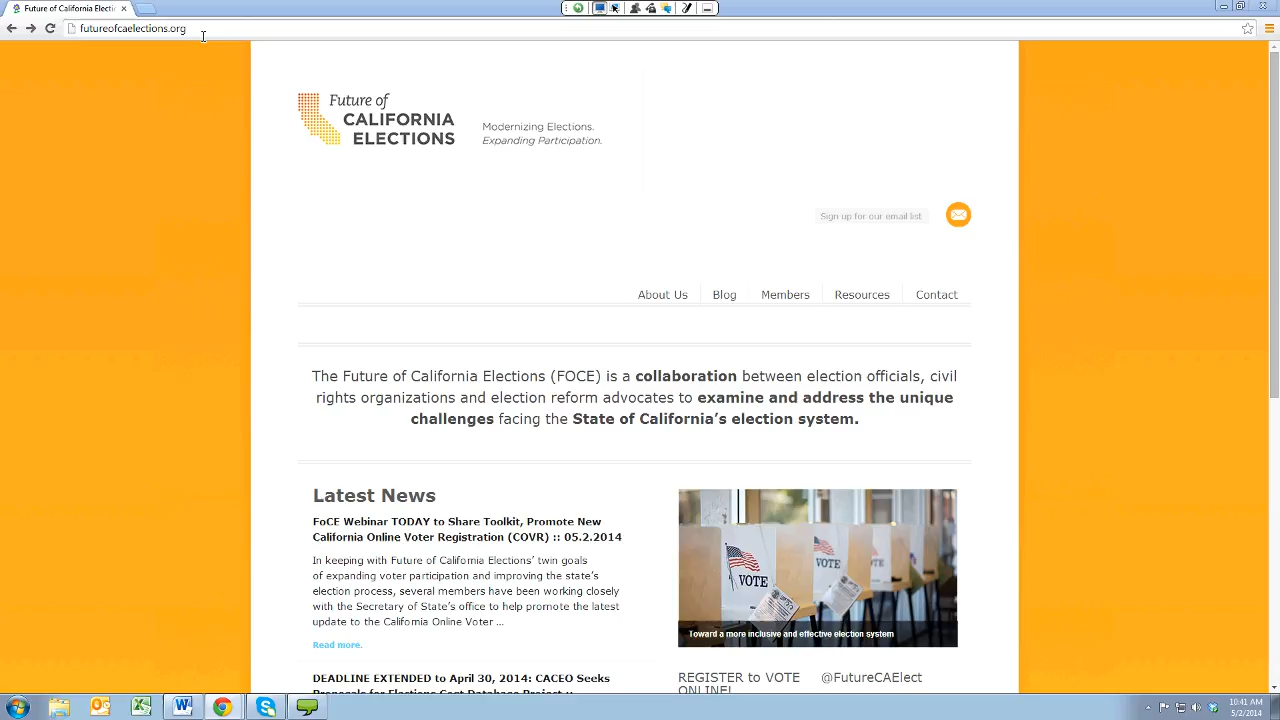 Future of California Electi
futureofcaelections.org
Future of
CALIFORNIA
ELECTIONS
Modernizing Elections.
Expanding Participation.
Sign up for our email list
About Us
Blog
Members
Resources
Contact
The Future of California Elections (FOCE) is a collaboration between election officials, civil
rights organizations and election reform advocates to examine and address the unique
challenges facing the State of California’s election system.
Latest News
FoCE Webinar TODAY to Share Toolkit, Promote New
California Online Voter Registration (COVR) :: 05.2.2014
In keeping with Future of California Elections’ twin goals
of expanding voter participation and improving the state’s
election process, several members have been working closely
with the Secretary of State’s office to help promote the latest
update to the California Online Voter ...
Read more.
DEADLINE EXTENDED to April 30, 2014: CACEO Seeks
Proposals for Elections Cost Database Project ::
VOTE
VOTE
VOTE
Toward a more inclusive and effective election system
REGISTER to VOTE
ONLINE!
@FutureCAElect
10:41 AM
5/2/2014